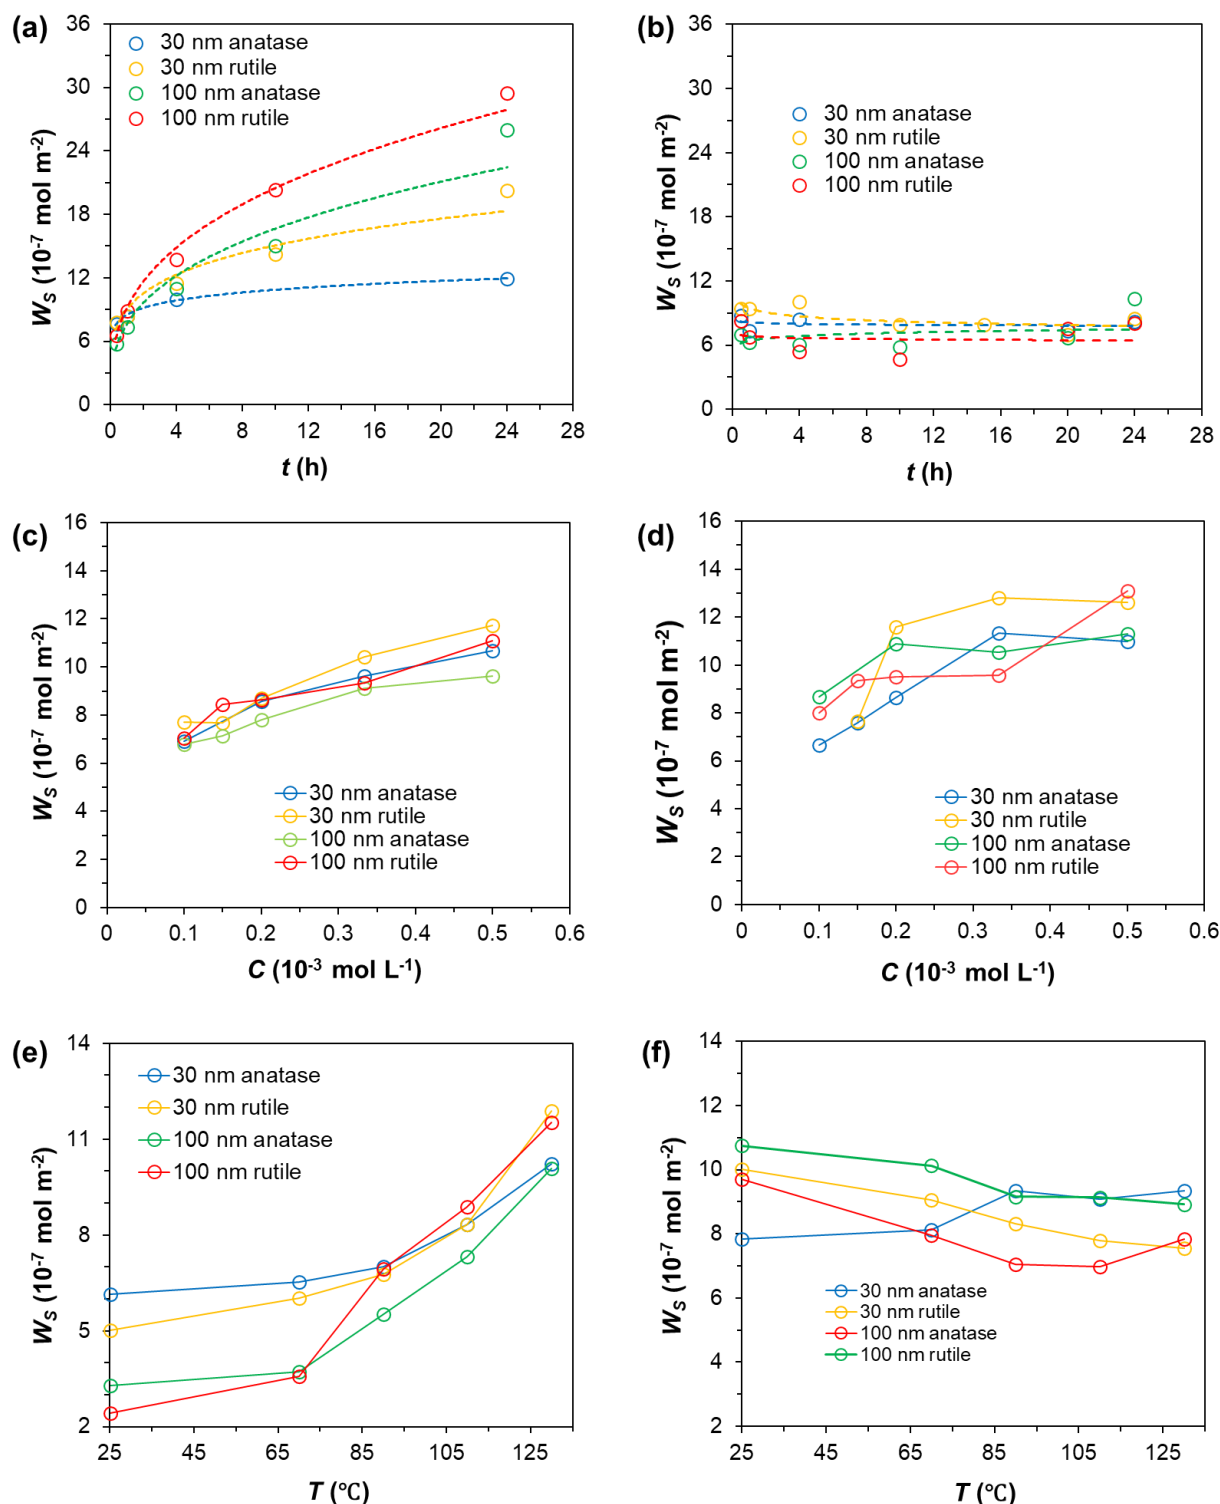 (a)
36
30
24
18
12
6
0
W_S (10⁻⁷ mol m⁻²)
30 nm anatase
30 nm rutile
100 nm anatase
100 nm rutile
0 4 8 12 16 20 24 28
t (h)
(b)
36
30
24
18
12
6
0
W_S (10⁻⁷ mol m⁻²)
30 nm anatase
30 nm rutile
100 nm anatase
100 nm rutile
0 4 8 12 16 20 24 28
t (h)
(c)
16
14
12
10
8
6
4
2
0
W_S (10⁻⁷ mol m⁻²)
30 nm anatase
30 nm rutile
100 nm anatase
100 nm rutile
0 0.1 0.2 0.3 0.4 0.5 0.6
C (10⁻³ mol L⁻¹)
(d)
16
14
12
10
8
6
4
2
0
W_S (10⁻⁷ mol m⁻²)
30 nm anatase
30 nm rutile
100 nm anatase
100 nm rutile
0 0.1 0.2 0.3 0.4 0.5 0.6
C (10⁻³ mol L⁻¹)
(e)
14
11
8
5
2
W_S (10⁻⁷ mol m⁻²)
30 nm anatase
30 nm rutile
100 nm anatase
100 nm rutile
25 45 65 85 105 125
T (℃)
(f)
14
12
10
8
6
4
2
W_S (10⁻⁷ mol m⁻²)
30 nm anatase
30 nm rutile
100 nm anatase
100 nm rutile
25 45 65 85 105 125
T (℃)